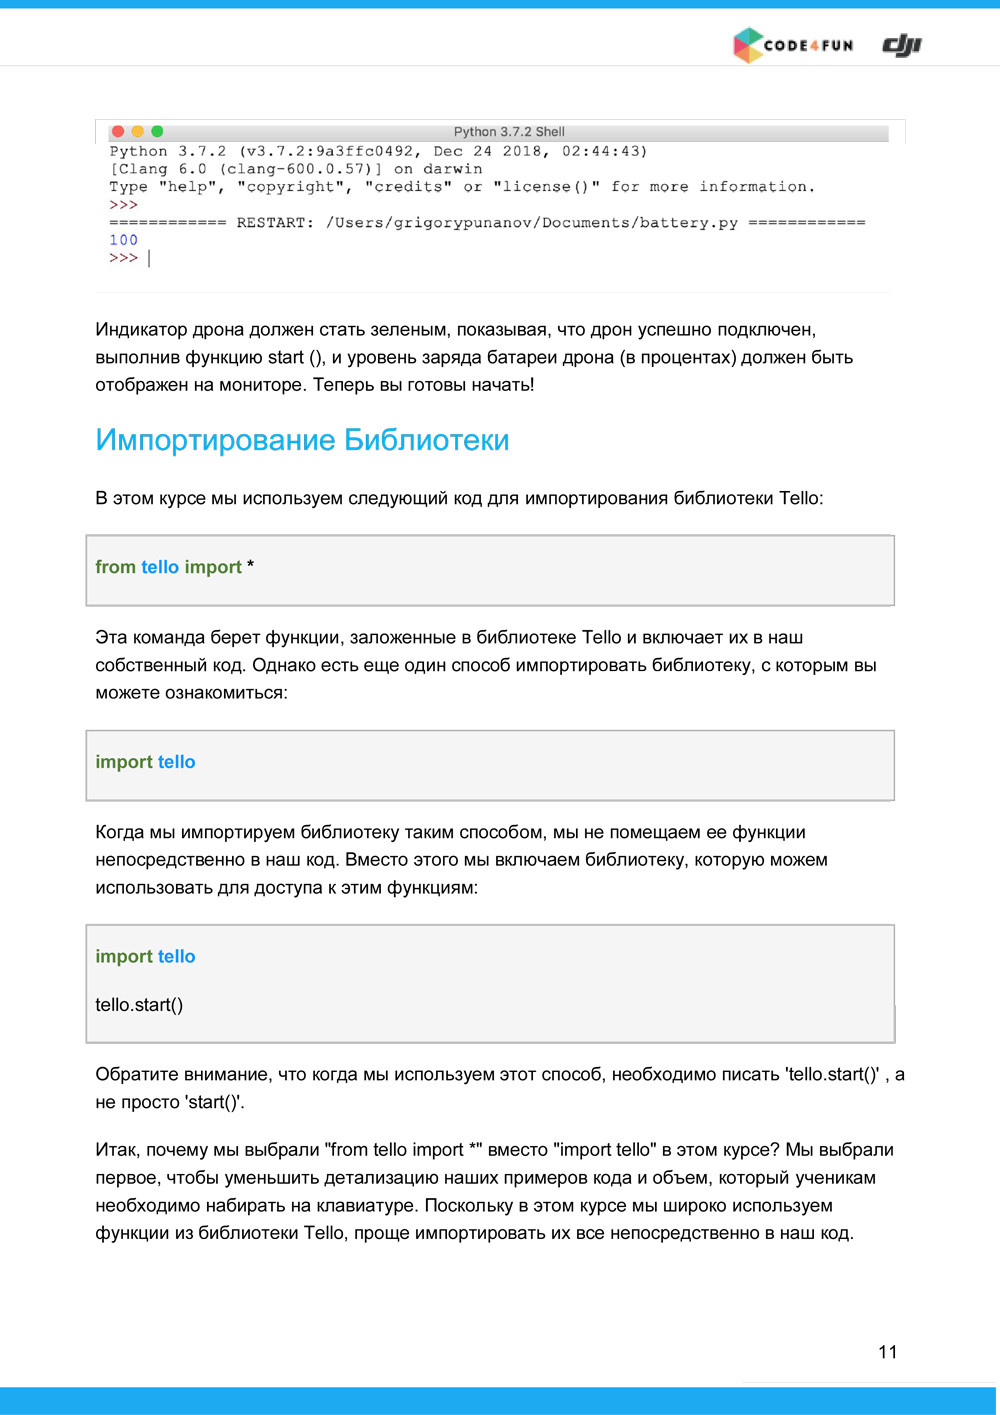 CODE4FUN dji
Python 3.7.2 Shell
Python 3.7.2 (v3.7.2:9a3ffc0492, Dec 24 2018, 02:44:43)
[Clang 6.0 (clang-600.0.57)] on darwin
Type "help", "copyright", "credits" or "license()" for more information.
>>>
============ RESTART: /Users/grigorypunanov/Documents/battery.py ============
100
>>>
Индикатор дрона должен стать зеленым, показывая, что дрон успешно подключен,
выполнив функцию start (), и уровень заряда батареи дрона (в процентах) должен быть
отображен на мониторе. Теперь вы готовы начать!
Импортирование Библиотеки
В этом курсе мы используем следующий код для импортирования библиотеки Tello:
from tello import *
Эта команда берет функции, заложенные в библиотеке Tello и включает их в наш
собственный код. Однако есть еще один способ импортировать библиотеку, с которым вы
можете ознакомиться:
import tello
Когда мы импортируем библиотеку таким способом, мы не помещаем ее функции
непосредственно в наш код. Вместо этого мы включаем библиотеку, которую можем
использовать для доступа к этим функциям:
import tello
tello.start()
Обратите внимание, что когда мы используем этот способ, необходимо писать 'tello.start()' , а
не просто 'start()'.
Итак, почему мы выбрали "from tello import *" вместо "import tello" в этом курсе? Мы выбрали
первое, чтобы уменьшить детализацию наших примеров кода и объем, который ученикам
необходимо набирать на клавиатуре. Поскольку в этом курсе мы широко используем
функции из библиотеки Tello, проще импортировать их все непосредственно в наш код.
11